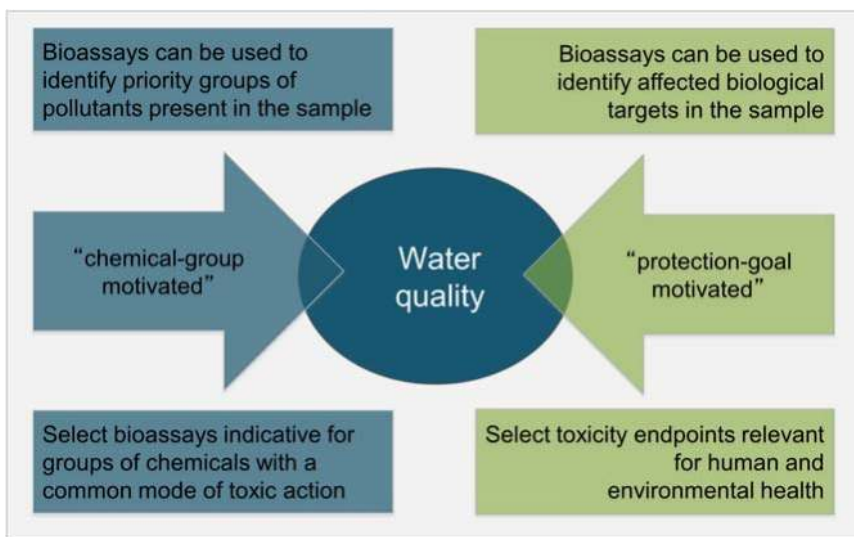 Bioassays can be used to
identify priority groups of
pollutants present in the sample
Bioassays can be used to
identify affected biological
targets in the sample
“chemical-group
motivated”
Water
quality
“protection-goal
motivated”
Select bioassays indicative for
groups of chemicals with a
common mode of toxic action
Select toxicity endpoints relevant
for human and
environmental health